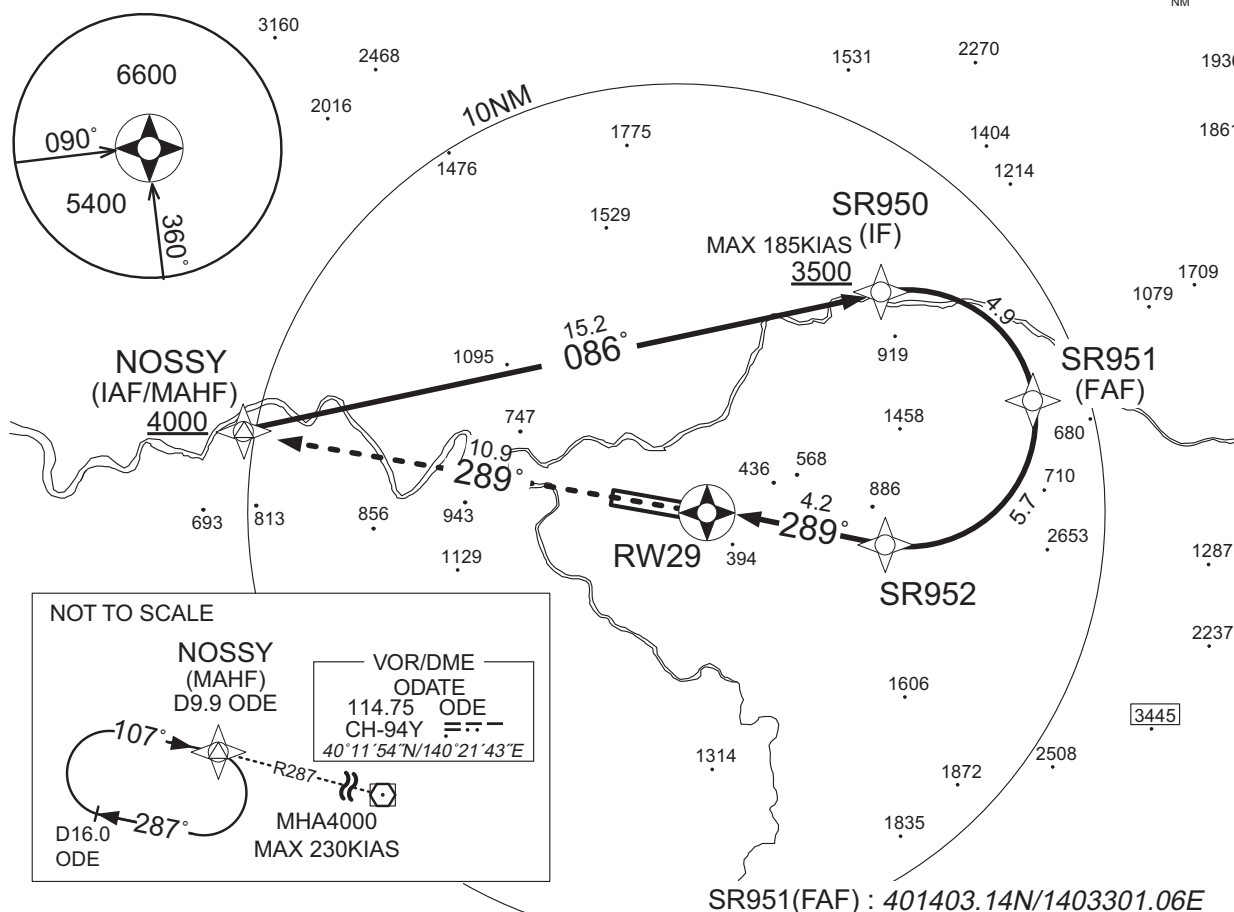 NM
3160
2468
2016
1531
2270
1936
6600
090°
5400
360°
10NM
1476
1775
1404
1861
1214
1529
SR950
(IF)
MAX 185KIAS
3500
1709
1079
4.9
15.2
086°
919
SR951
(FAF)
NOSSY
(IAF/MAHF)
4000
1095
747
1458
680
10.9
289°
436
568
886
710
4.2
289°
5.7
693
813
856
943
1129
RW29
394
SR952
2653
1287
2237
1606
3445
1314
2508
1872
1835
NOT TO SCALE
NOSSY
(MAHF)
D9.9 ODE
VOR/DME
ODATE
114.75 ODE
CH-94Y
40°11´54˝N/140°21´43˝E
107°
R287
287°
D16.0
ODE
MHA4000
MAX 230KIAS
SR951(FAF) : 401403.14N/1403301.06E